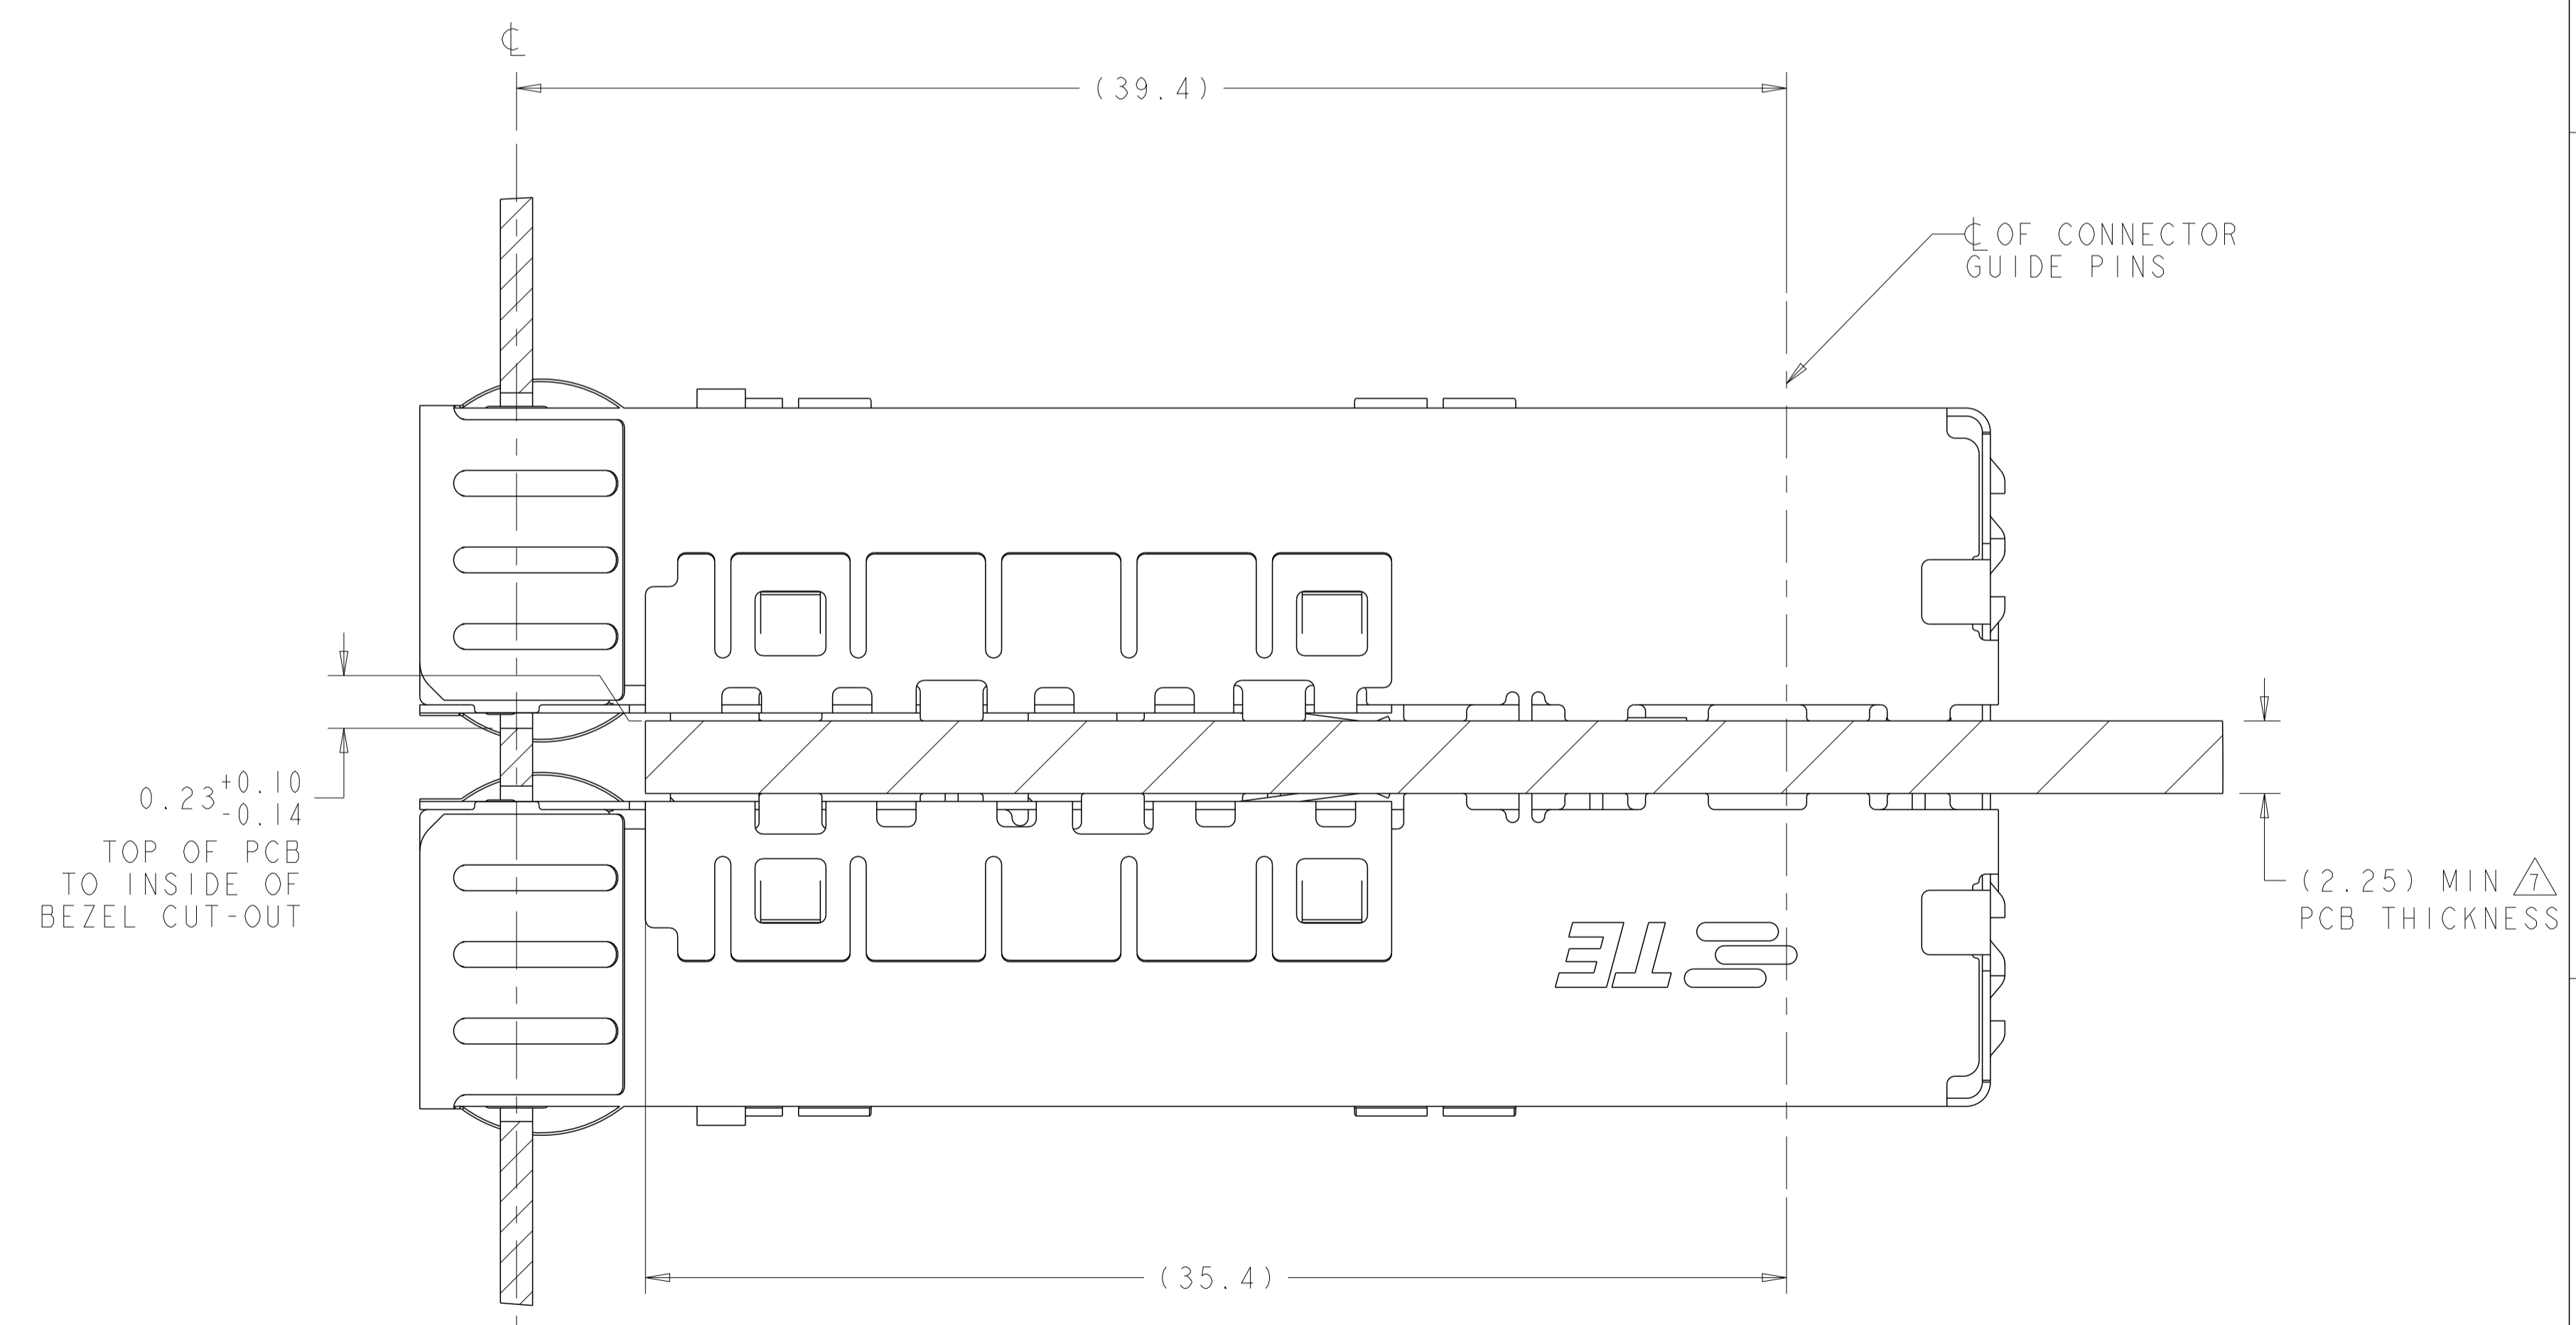 ℄
(39.4)
℄ OF CONNECTOR
GUIDE PINS
0.23 +0.10
-0.14
TOP OF PCB
TO INSIDE OF
BEZEL CUT-OUT
(2.25) MIN 7
PCB THICKNESS
TE
(35.4)